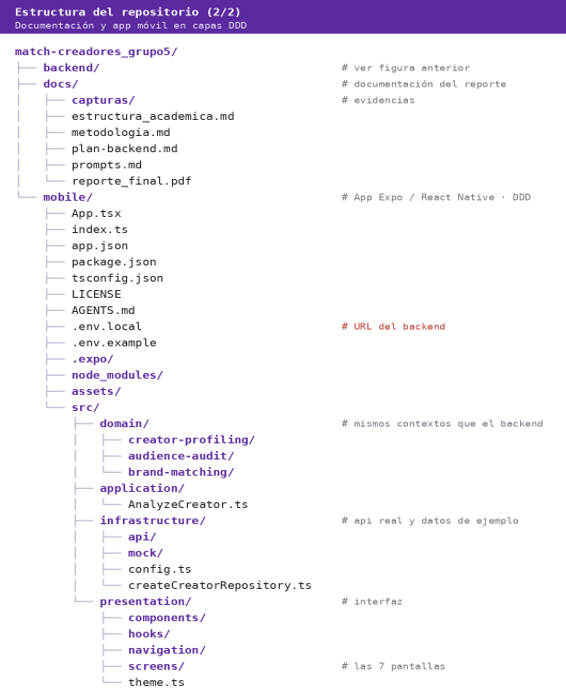 Estructura del repositorio (2/2)
Documentación y app móvil en capas DDD
match-creadores_grupo5/
├── backend/ # ver figura anterior
├── docs/ # documentación del reporte
│   ├── capturas/ # evidencias
│   ├── estructura_academica.md
│   ├── metodologia.md
│   ├── plan-backend.md
│   ├── prompts.md
│   └── reporte_final.pdf
└── mobile/ # App Expo / React Native · DDD
    ├── App.tsx
    ├── index.ts
    ├── app.json
    ├── package.json
    ├── tsconfig.json
    ├── LICENSE
    ├── AGENTS.md
    ├── .env.local # URL del backend
    ├── .env.example
    ├── .expo/
    ├── node_modules/
    ├── assets/
    └── src/
        ├── domain/ # mismos contextos que el backend
        │   ├── creator-profiling/
        │   ├── audience-audit/
        │   └── brand-matching/
        ├── application/
        │   └── AnalyzeCreator.ts
        ├── infrastructure/ # api real y datos de ejemplo
        │   ├── api/
        │   ├── mock/
        │   ├── config.ts
        │   └── createCreatorRepository.ts
        └── presentation/ # interfaz
            ├── components/
            ├── hooks/
            ├── navigation/
            ├── screens/ # las 7 pantallas
            └── theme.ts